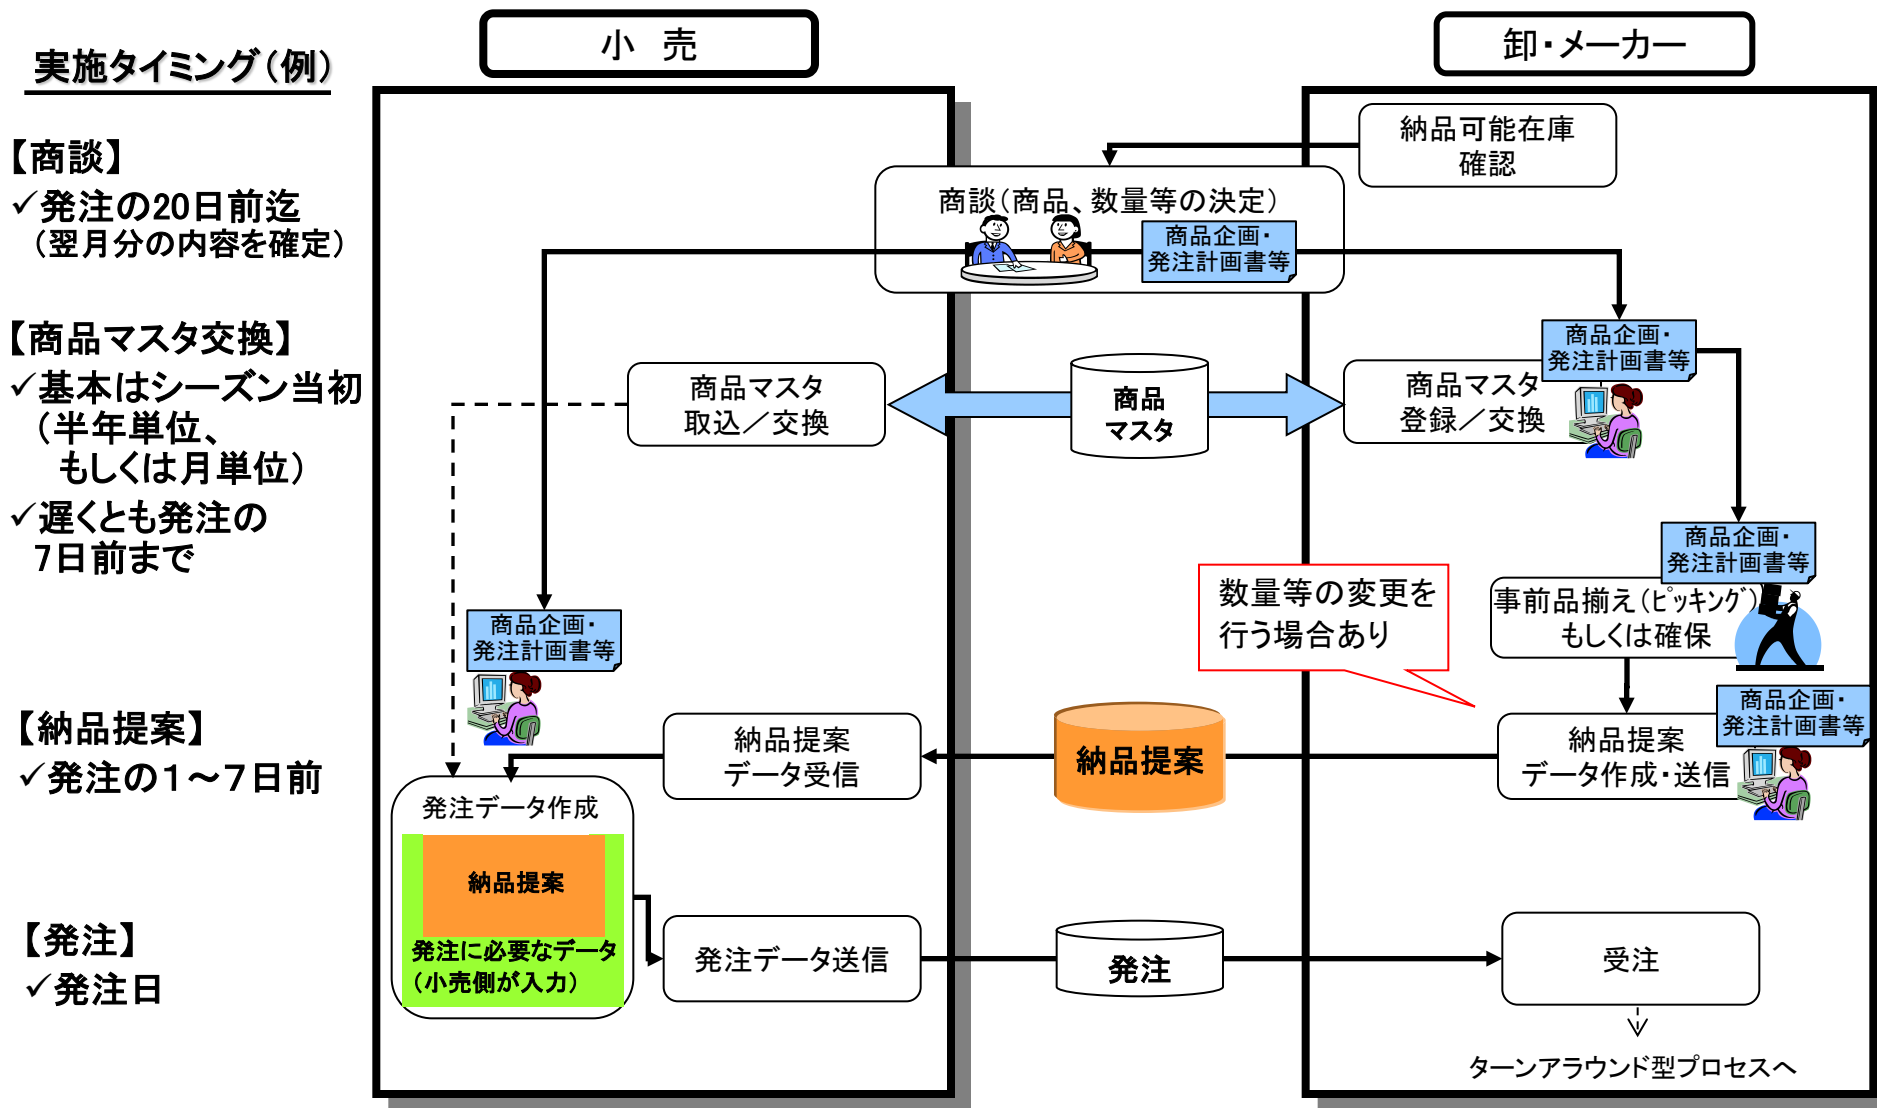 小 売
卸・メーカー
実施タイミング（例）
【商談】
✓発注の20日前迄
（翌月分の内容を確定）
【商品マスタ交換】
✓基本はシーズン当初
（半年単位、
もしくは月単位）
✓遅くとも発注の
7日前まで
【納品提案】
✓発注の１～７日前
【発注】
✓発注日
納品可能在庫
確認
商談（商品、数量等の決定）
商品企画・
発注計画書等
商品企画・
発注計画書等
商品マスタ
取込／交換
商品
マスタ
商品マスタ
登録／交換
商品企画・
発注計画書等
事前品揃え（ﾋﾟｯｷﾝｸﾞ）
もしくは確保
数量等の変更を
行う場合あり
商品企画・
発注計画書等
商品企画・
発注計画書等
納品提案
データ受信
納品提案
納品提案
データ作成・送信
発注データ作成
納品提案
発注に必要なデータ
（小売側が入力）
発注データ送信
発注
受注
ターンアラウンド型プロセスへ